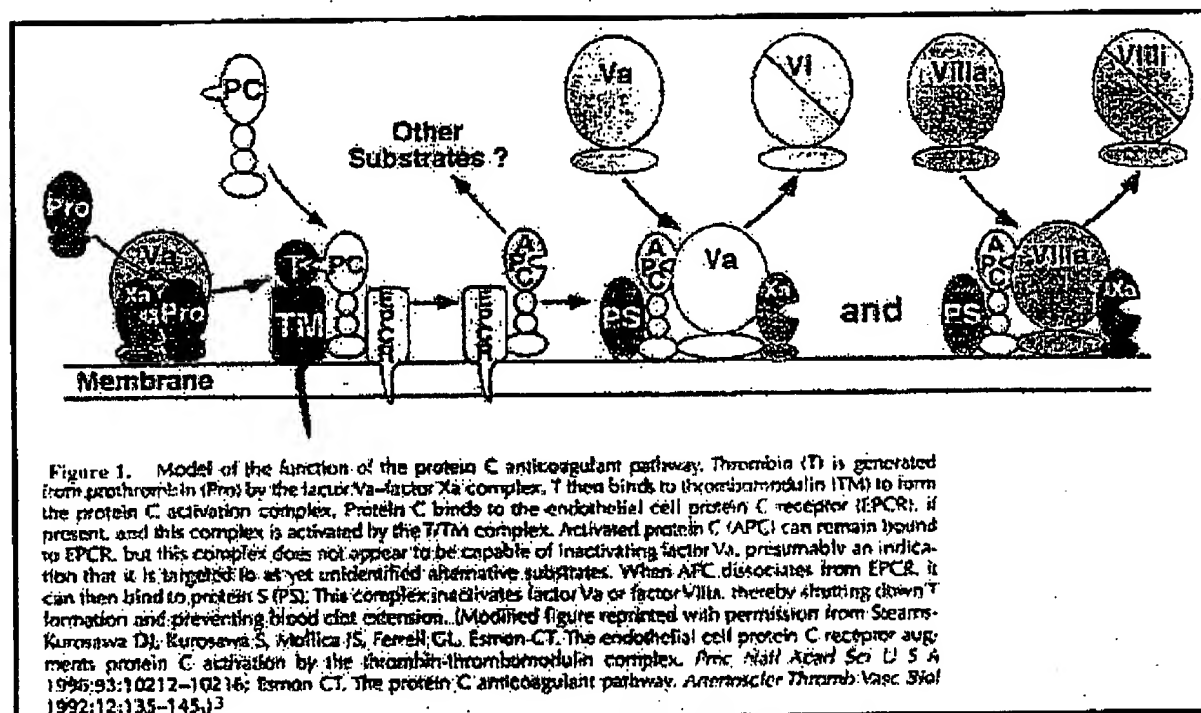 PC
Va
Vi
VIIIa
VIIIi
Other
Substrates ?
Pro
Va
Xa
Pro
T
PC
TM
A
PC
A
PC
Va
Xa
PS
and
A
PC
VIIIa
IXa
PS
Membrane
Figure 1. Model of the function of the protein C anticoagulant pathway. Thrombin (T) is generated
from prothrombin (Pro) by the factor Va–factor Xa complex. T then binds to thrombomodulin (TM) to form
the protein C activation complex. Protein C binds to the endothelial cell protein C receptor (EPCR), if
present, and this complex is activated by the T/TM complex. Activated protein C (APC) can remain bound
to EPCR, but this complex does not appear to be capable of inactivating factor Va, presumably an indica-
tion that it is targeted to as yet unidentified alternative substrates. When APC dissociates from EPCR, it
can then bind to protein S (PS). This complex inactivates factor Va or factor VIIIa, thereby shutting down T
formation and preventing blood clot extension. (Modified figure reprinted with permission from Stearns-
Kurosawa DJ, Kurosawa S, Mollica JS, Ferrell GL, Esmon CT. The endothelial cell protein C receptor aug-
ments protein C activation by the thrombin-thrombomodulin complex. Proc Natl Acad Sci U S A
1996;93:10212–10216; Esmon CT. The protein C anticoagulant pathway. Arterioscler Thromb Vasc Biol
1992;12:135–145.)3